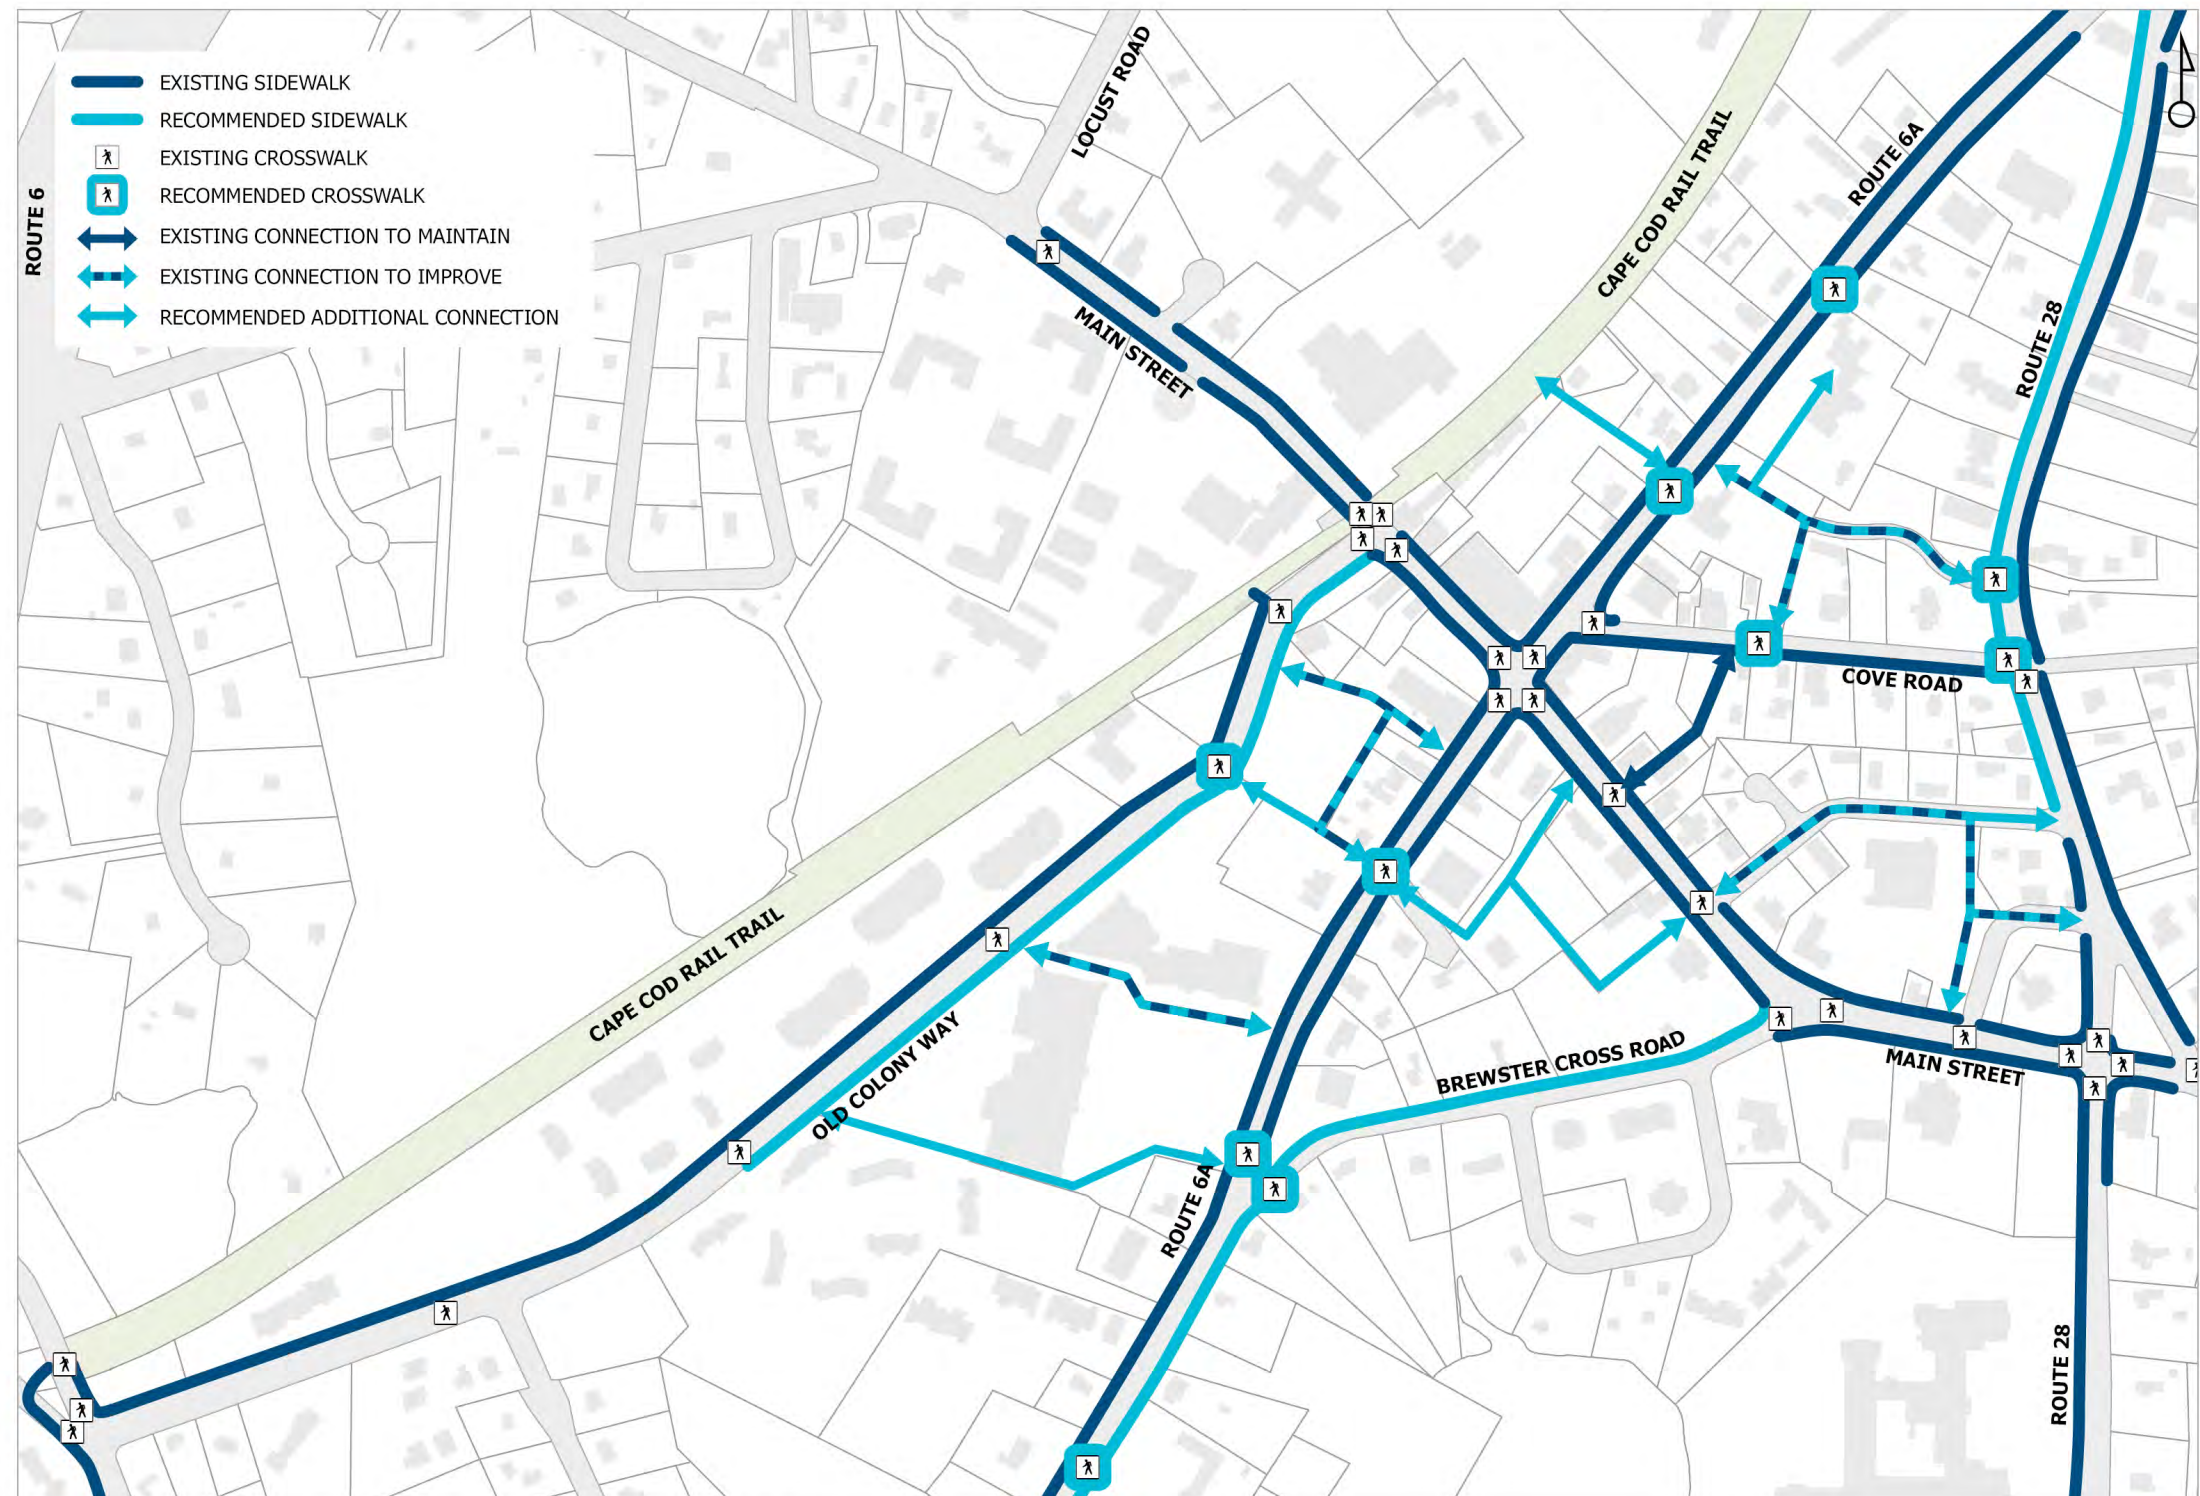 EXISTING SIDEWALK
RECOMMENDED SIDEWALK
EXISTING CROSSWALK
RECOMMENDED CROSSWALK
EXISTING CONNECTION TO MAINTAIN
EXISTING CONNECTION TO IMPROVE
RECOMMENDED ADDITIONAL CONNECTION
ROUTE 6
LOCUST ROAD
CAPE COD RAIL TRAIL
ROUTE 6A
ROUTE 28
MAIN STREET
COVE ROAD
CAPE COD RAIL TRAIL
OLD COLONY WAY
BREWSTER CROSS ROAD
MAIN STREET
ROUTE 6A
ROUTE 28